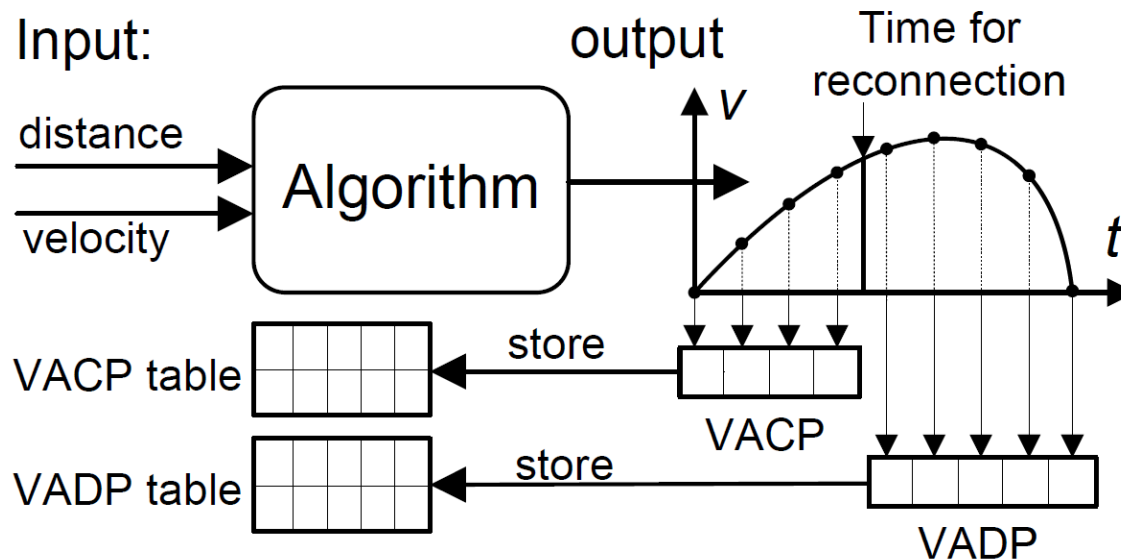 Input:
output
Time for
reconnection
distance
velocity
Algorithm
v
t
VACP table
store
VACP
VADP table
store
VADP